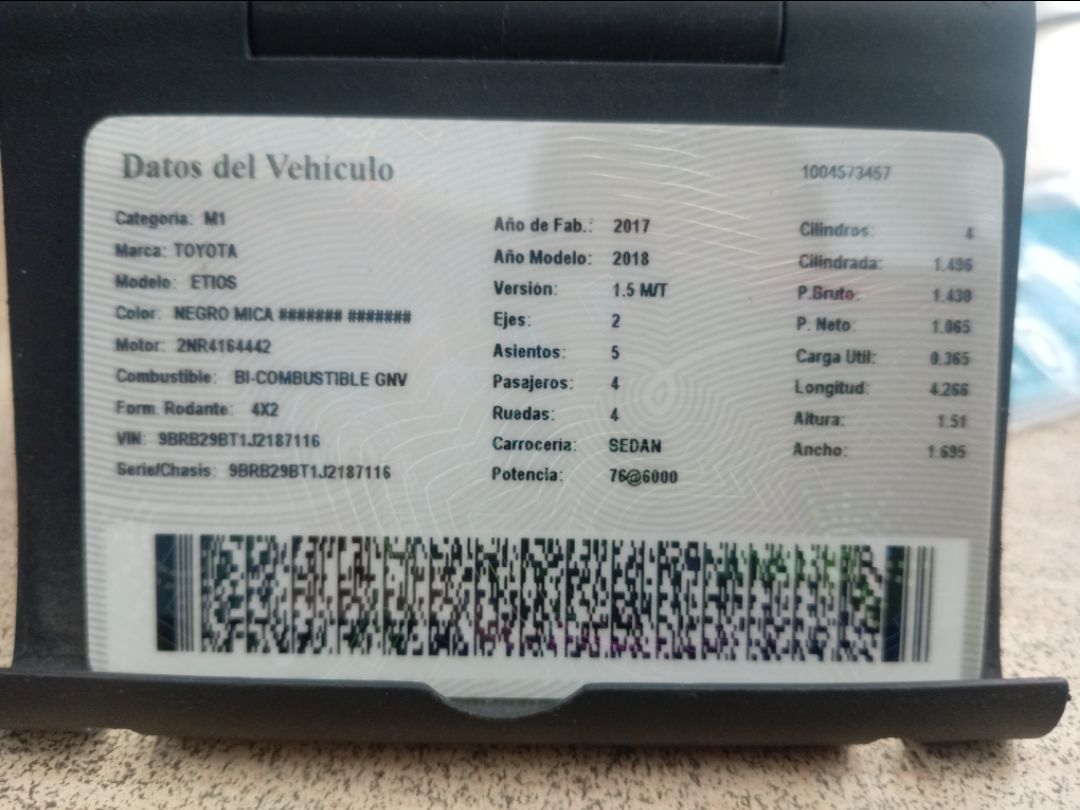 Datos del Vehículo
1004573457
Categoria: M1
Marca: TOYOTA
Modelo: ETIOS
Color: NEGRO MICA ####### #######
Motor: 2NR4164442
Combustible: BI-COMBUSTIBLE GNV
Form. Rodante: 4X2
VIN: 9BRB29BT1J2187116
Serie/Chasis: 9BRB29BT1J2187116
Año de Fab.: 2017
Año Modelo: 2018
Versión: 1.5 M/T
Ejes: 2
Asientos: 5
Pasajeros: 4
Ruedas: 4
Carroceria: SEDAN
Potencia: 76@6000
Cilindros: 4
Cilindrada: 1.496
P.Bruto: 1.430
P. Neto: 1.065
Carga Util: 0.365
Longitud: 4.266
Altura: 1.51
Ancho: 1.695